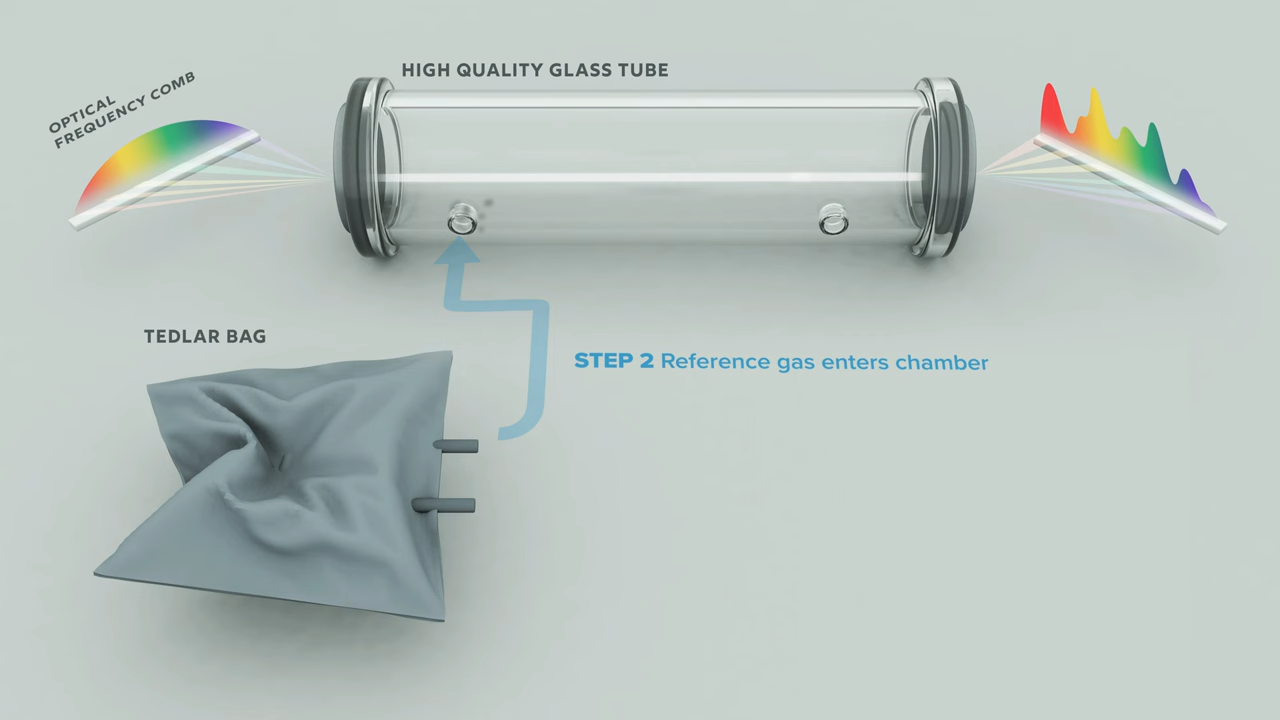 OPTICAL
FREQUENCY COMB
HIGH QUALITY GLASS TUBE
TEDLAR BAG
STEP 2 Reference gas enters chamber